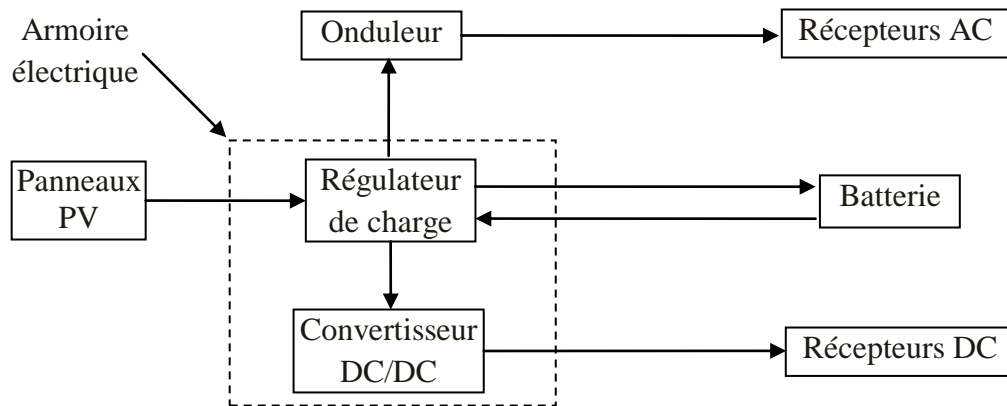 Armoire
électrique
Onduleur
Récepteurs AC
Panneaux
PV
Régulateur
de charge
Batterie
Convertisseur
DC/DC
Récepteurs DC